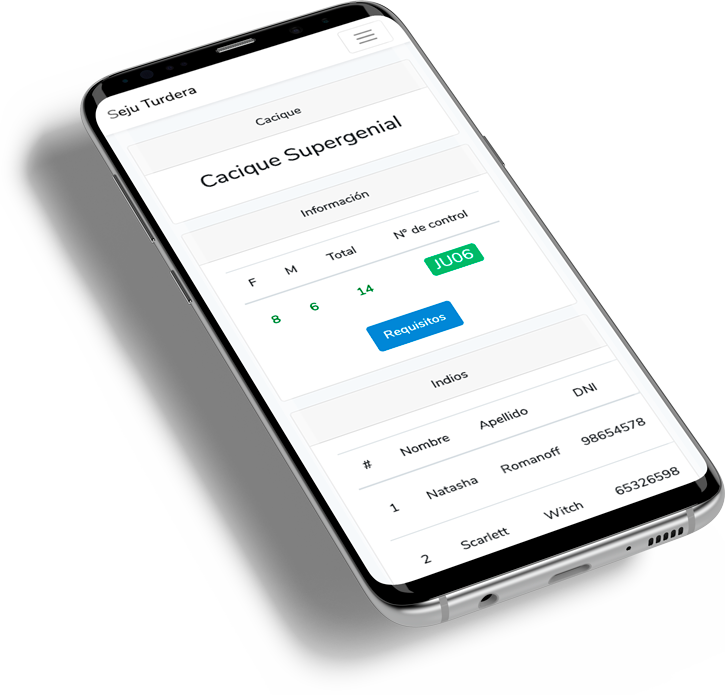 Seju Turdera
Cacique
Cacique Supergenial
Información
F M Total Nº de control
8 6 14 JU06
Requisitos
Indios
# Nombre Apellido DNI
1 Natasha Romanoff 98654578
2 Scarlett Witch 65326598